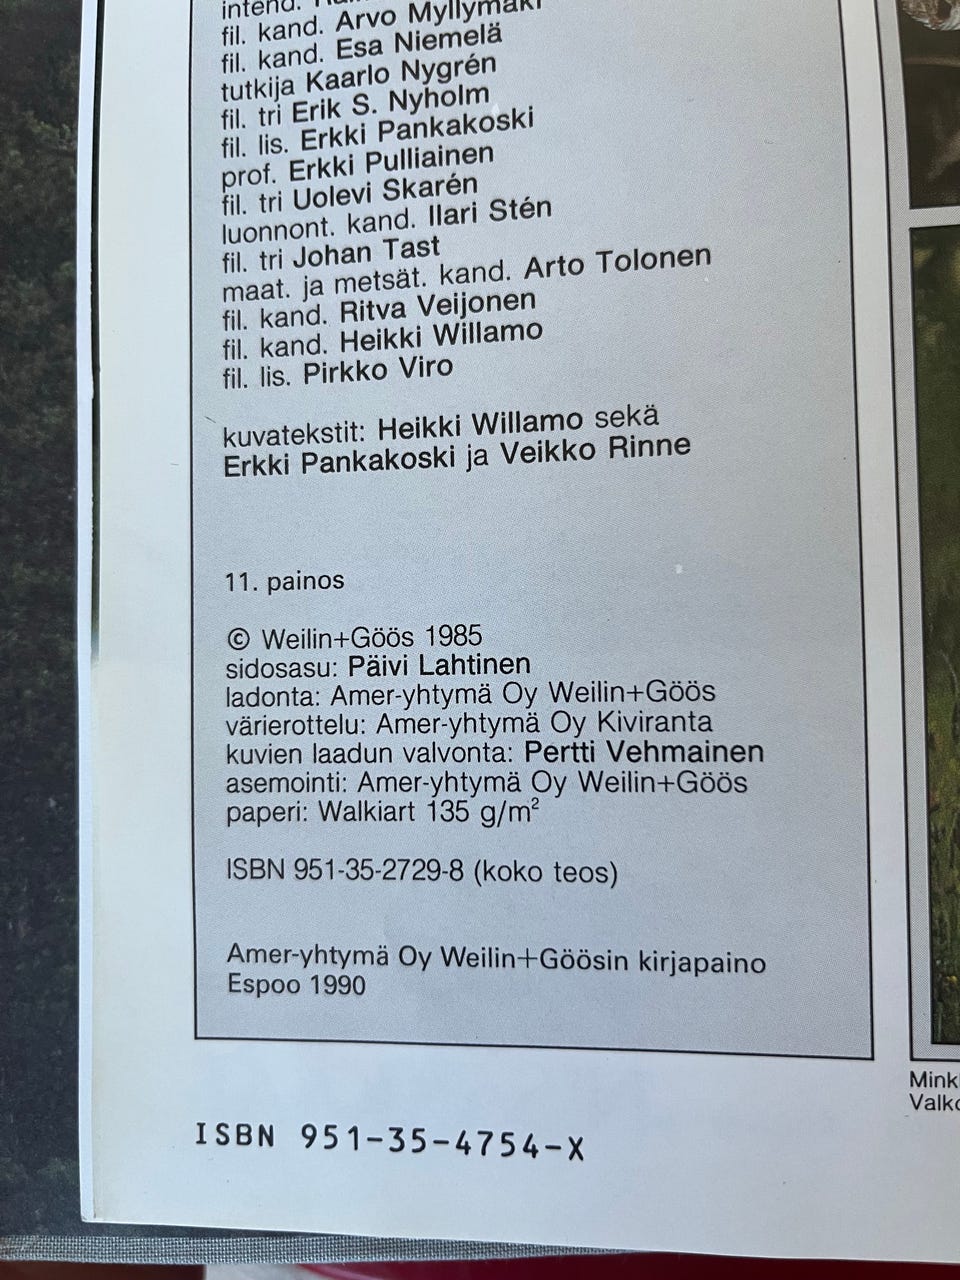 intend.
fil. kand. Arvo Myllymäki
fil. kand. Esa Niemelä
tutkija Kaarlo Nygrén
fil. tri Erik S. Nyholm
fil. lis. Erkki Pankakoski
prof. Erkki Pulliainen
fil. tri Uolevi Skarén
luonnont. kand. Ilari Stén
fil. tri Johan Tast
maat. ja metsät. kand. Arto Tolonen
fil. kand. Ritva Veijonen
fil. kand. Heikki Willamo
fil. lis. Pirkko Viro
kuvatekstit: Heikki Willamo sekä
Erkki Pankakoski ja Veikko Rinne
11. painos
© Weilin+Göös 1985
sidosasu: Päivi Lahtinen
ladonta: Amer-yhtymä Oy Weilin+Göös
värierottelu: Amer-yhtymä Oy Kiviranta
kuvien laadun valvonta: Pertti Vehmainen
asemointi: Amer-yhtymä Oy Weilin+Göös
paperi: Walkiart 135 g/m²
ISBN 951-35-2729-8 (koko teos)
Amer-yhtymä Oy Weilin+Göösin kirjapaino
Espoo 1990
ISBN 951-35-4754-X
Mink
Valko